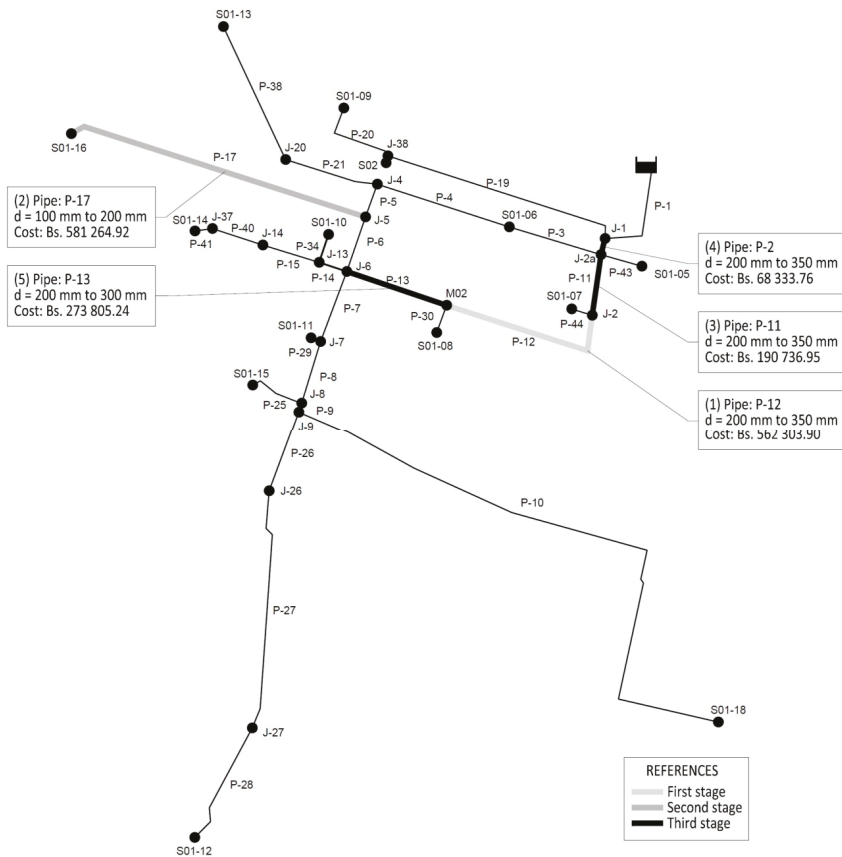 S01-13
P-38
S01-09
P-20
J-38
S02
S01-16
P-17
J-20
P-21
J-4
P-19
P-1
P-5
P-4
S01-06
J-1
P-3
J-2a
P-43
S01-05
(2) Pipe: P-17
d = 100 mm to 200 mm
Cost: Bs. 581 264.92
S01-14
J-37
P-41
P-40
J-14
S01-10
P-34
J-13
P-15
P-14
J-5
P-6
J-6
P-13
M02
P-30
S01-08
P-11
S01-07
J-2
P-44
P-12
(4) Pipe: P-2
d = 200 mm to 350 mm
Cost: Bs. 68 333.76
(5) Pipe: P-13
d = 200 mm to 300 mm
Cost: Bs. 273 805.24
(3) Pipe: P-11
d = 200 mm to 350 mm
Cost: Bs. 190 736.95
(1) Pipe: P-12
d = 200 mm to 350 mm
Cost: Bs. 562 303.90
P-7
S01-11
P-29
J-7
P-8
S01-15
P-25
J-8
P-9
J-9
P-26
J-26
P-10
P-27
S01-18
J-27
P-28
S01-12
REFERENCES
First stage
Second stage
Third stage